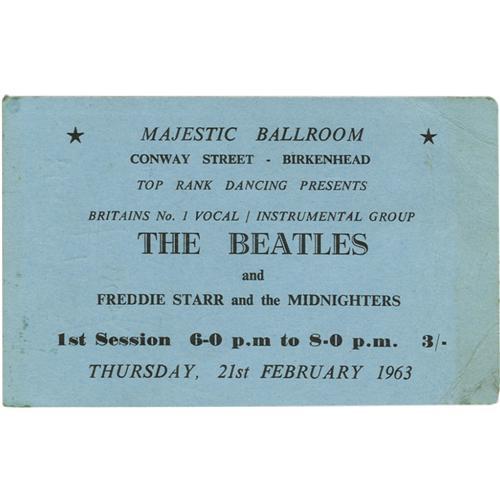 ★ MAJESTIC BALLROOM ★
CONWAY STREET - BIRKENHEAD
TOP RANK DANCING PRESENTS
BRITAINS No. 1 VOCAL / INSTRUMENTAL GROUP
THE BEATLES
and
FREDDIE STARR and the MIDNIGHTERS
1st Session 6-0 p.m to 8-0 p.m. 3/-
THURSDAY, 21st FEBRUARY 1963